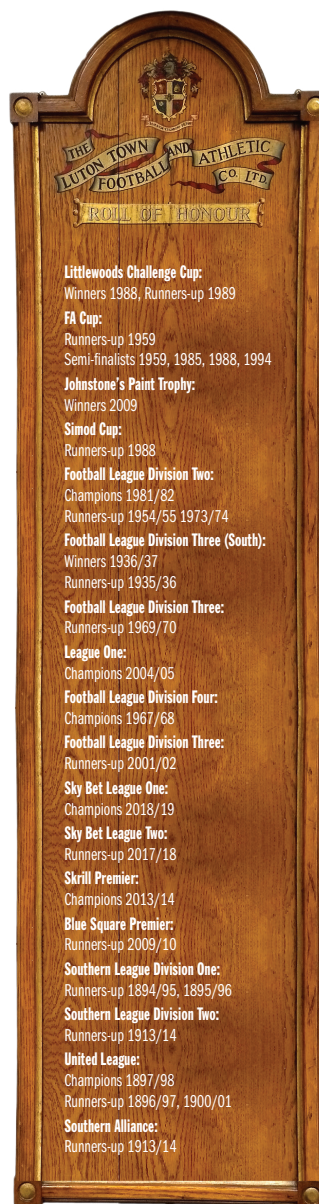 THE
LUTON TOWN
FOOTBALL
AND
ATHLETIC
CO. LTD.
ROLL OF HONOUR
Littlewoods Challenge Cup:
Winners 1988, Runners-up 1989
FA Cup:
Runners-up 1959
Semi-finalists 1959, 1985, 1988, 1994
Johnstone's Paint Trophy:
Winners 2009
Simod Cup:
Runners-up 1988
Football League Division Two:
Champions 1981/82
Runners-up 1954/55 1973/74
Football League Division Three (South):
Winners 1936/37
Runners-up 1935/36
Football League Division Three:
Runners-up 1969/70
League One:
Champions 2004/05
Football League Division Four:
Champions 1967/68
Football League Division Three:
Runners-up 2001/02
Sky Bet League One:
Champions 2018/19
Sky Bet League Two:
Runners-up 2017/18
Skrill Premier:
Champions 2013/14
Blue Square Premier:
Runners-up 2009/10
Southern League Division One:
Runners-up 1894/95, 1895/96
Southern League Division Two:
Runners-up 1913/14
United League:
Champions 1897/98
Runners-up 1896/97, 1900/01
Southern Alliance:
Runners-up 1913/14